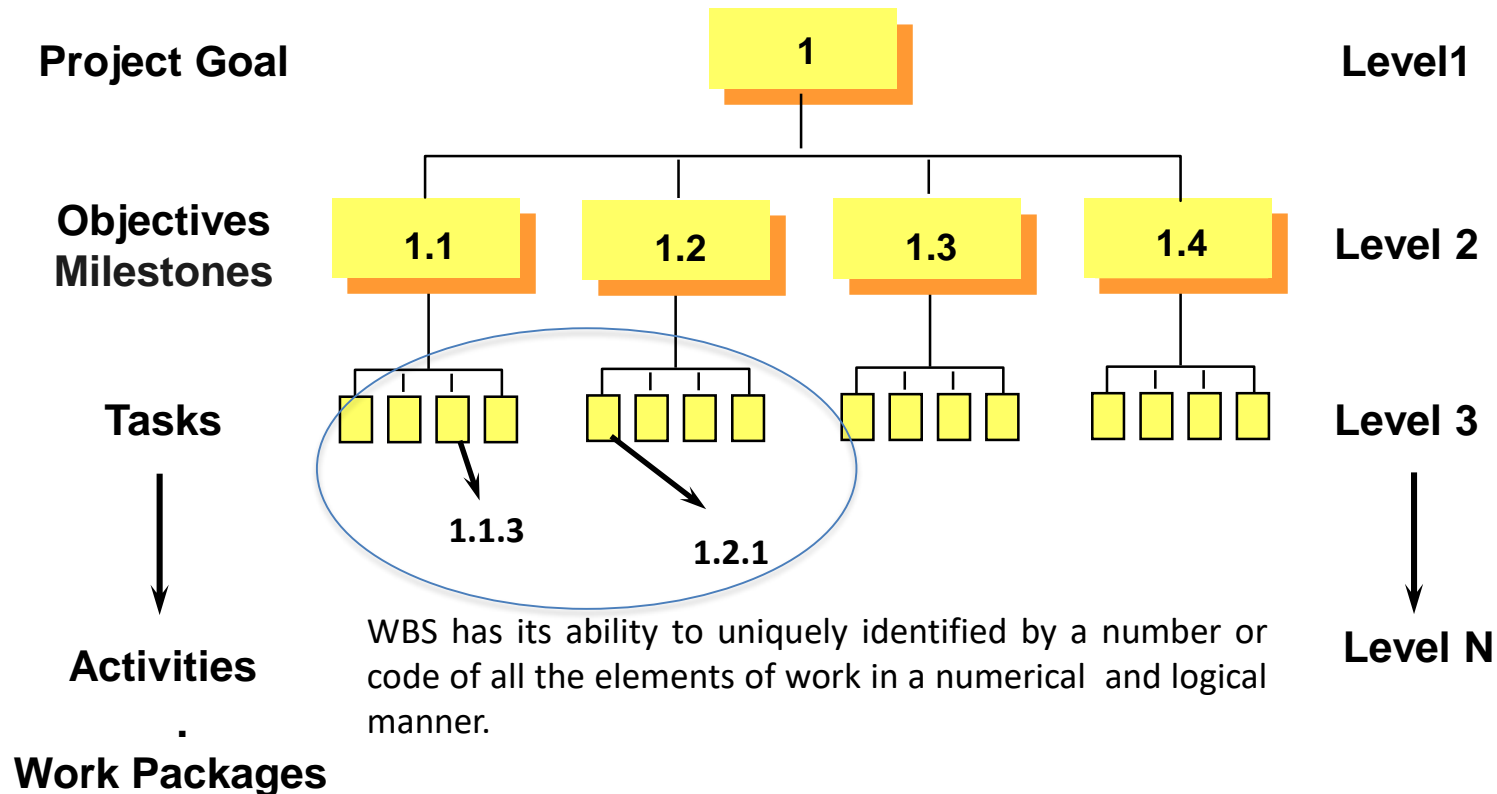 Project Goal
1
Level1
Objectives
Milestones
1.1
1.2
1.3
1.4
Level 2
Tasks
Level 3
1.1.3
1.2.1
WBS has its ability to uniquely identified by a number or
code of all the elements of work in a numerical and logical
manner.
Activities
.
Work Packages
Level N